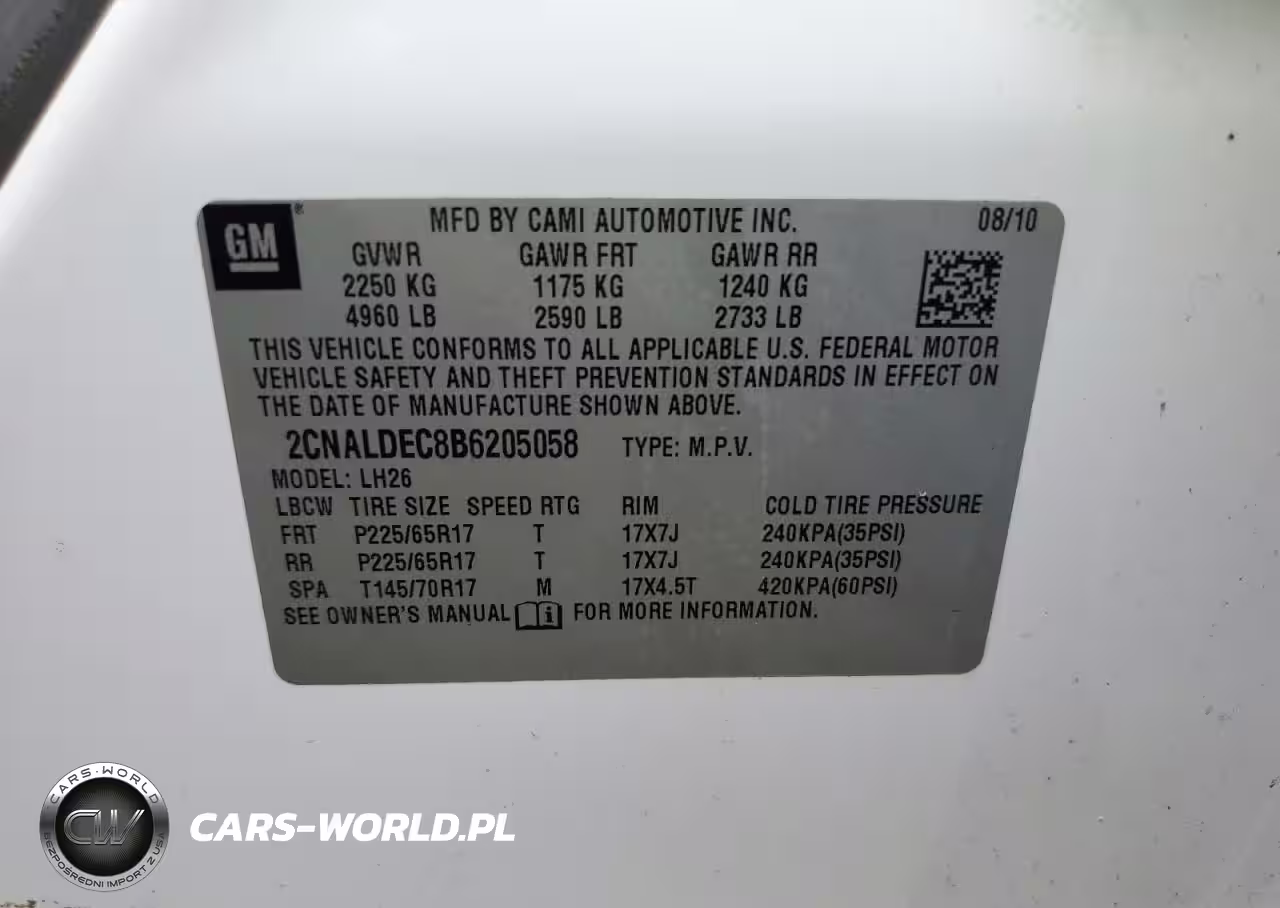 GM ®
MFD BY CAMI AUTOMOTIVE INC. 08/10
GVWR GAWR FRT GAWR RR
2250 KG 1175 KG 1240 KG
4960 LB 2590 LB 2733 LB
THIS VEHICLE CONFORMS TO ALL APPLICABLE U.S. FEDERAL MOTOR
VEHICLE SAFETY AND THEFT PREVENTION STANDARDS IN EFFECT ON
THE DATE OF MANUFACTURE SHOWN ABOVE.
2CNALDEC8B6205058 TYPE: M.P.V.
MODEL: LH26
LBCW TIRE SIZE SPEED RTG RIM COLD TIRE PRESSURE
FRT P225/65R17 T 17X7J 240KPA(35PSI)
RR P225/65R17 T 17X7J 240KPA(35PSI)
SPA T145/70R17 M 17X4.5T 420KPA(60PSI)
SEE OWNER'S MANUAL i FOR MORE INFORMATION.
CARS-WORLD
CW
BEZPOŚREDNI IMPORT Z USA
CARS-WORLD.PL